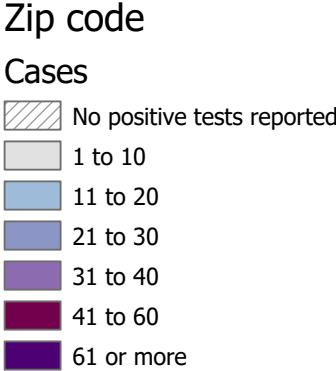 Zip code
Cases
No positive tests reported
1 to 10
11 to 20
21 to 30
31 to 40
41 to 60
61 or more